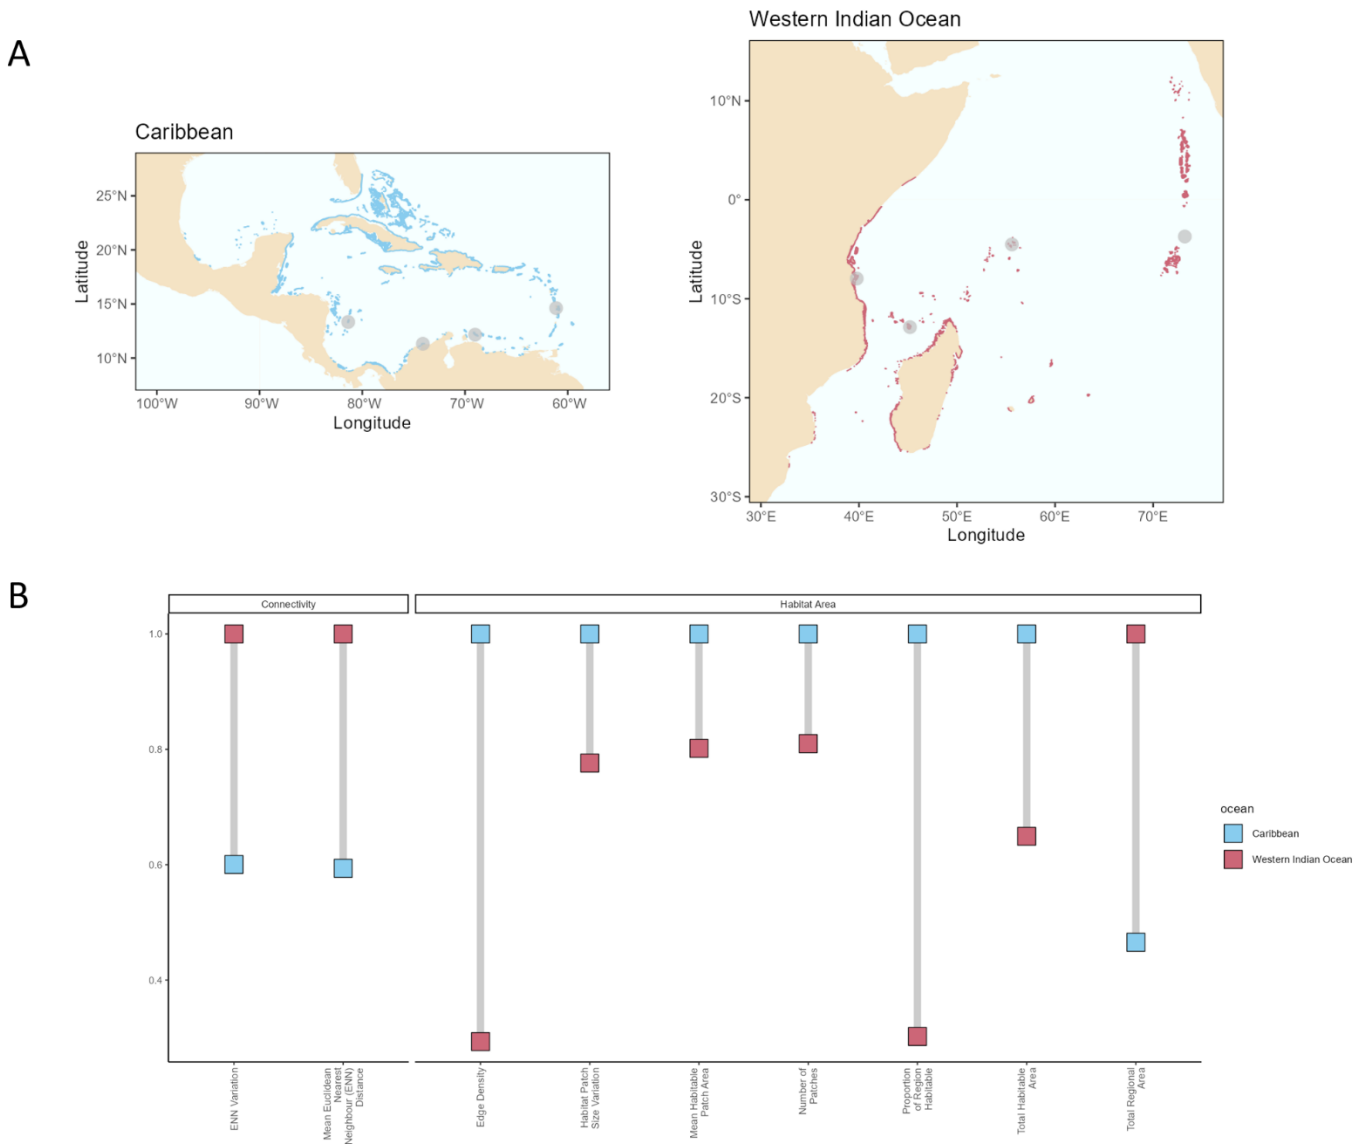 A
Caribbean
25°N
20°N
15°N
10°N
Latitude
100°W 90°W 80°W 70°W 60°W
Longitude
Western Indian Ocean
10°N
0°
10°S
20°S
30°S
Latitude
30°E 40°E 50°E 60°E 70°E
Longitude
B
Connectivity
Habitat Area
1.0
0.8
0.6
0.4
ENN Variation
Mean Euclidean
Nearest
Neighbour (ENN)
Distance
Edge Density
Habitat Patch
Size Variation
Mean Habitable
Patch Area
Number of
Patches
Proportion
of Region
Habitable
Total Habitable
Area
Total Regional
Area
ocean
Caribbean
Western Indian Ocean